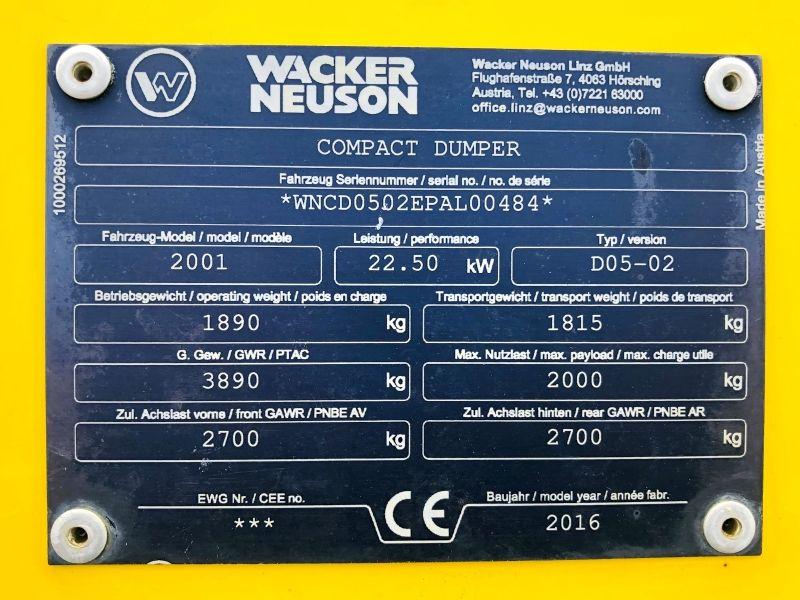 W
WACKER
NEUSON
Wacker Neuson Linz GmbH
Flughafenstraße 7, 4063 Hörsching
Austria, Tel. +43 (0)7221 63000
office.linz@wackerneuson.com
1000269512
Made in Austria
COMPACT DUMPER
Fahrzeug Seriennummer / serial no. / no. de série
*WNCD0502EPAL00484*
Fahrzeug-Model / model / modèle
2001
Leistung / performance
22.50 kW
Typ / version
D05-02
Betriebsgewicht / operating weight / poids en charge
1890 kg
Transportgewicht / transport weight / poids de transport
1815 kg
G. Gew. / GWR / PTAC
3890 kg
Max. Nutzlast / max. payload / max. charge utile
2000 kg
Zul. Achslast vorne / front GAWR / PNBE AV
2700 kg
Zul. Achslast hinten / rear GAWR / PNBE AR
2700 kg
EWG Nr. / CEE no.
***
CE
Baujahr / model year / année fabr.
2016